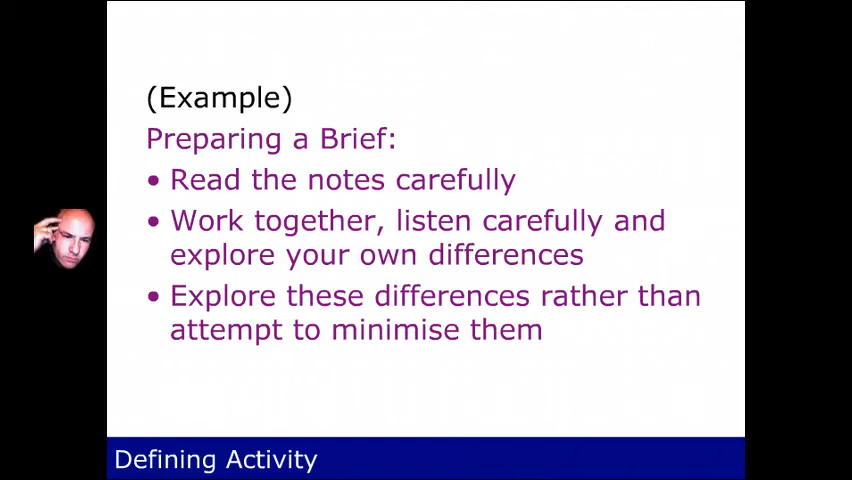 (Example)
Preparing a Brief:
• Read the notes carefully
• Work together, listen carefully and
explore your own differences
• Explore these differences rather than
attempt to minimise them
Defining Activity